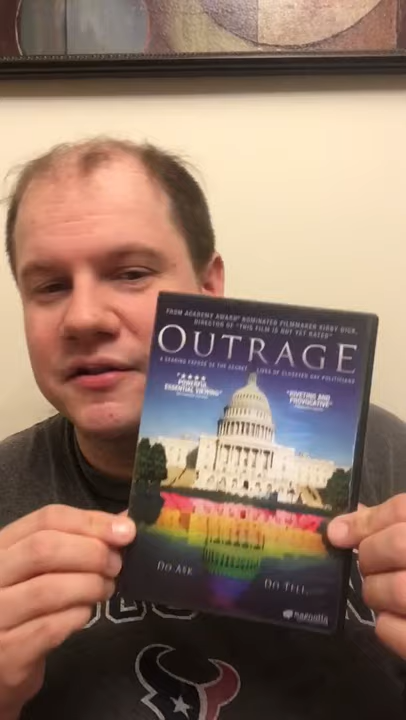 FROM ACADEMY AWARD® NOMINATED FILMMAKER KIRBY DICK,
DIRECTOR OF "THIS FILM IS NOT YET RATED"
OUTRAGE
A SEARING EXPOSÉ OF THE SECRET LIVES OF CLOSETED GAY POLITICIANS
"POWERFUL,
ESSENTIAL VIEWING"
"RIVETING AND
PROVOCATIVE"
DO ASK
DO TELL
magnolia